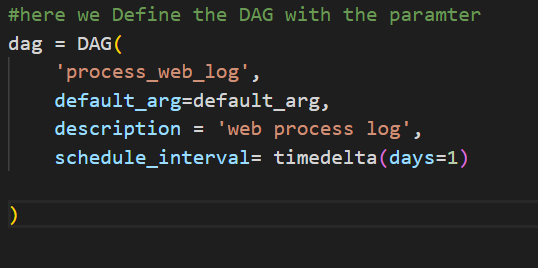 #here we Define the DAG with the paramter
dag = DAG(
    'process_web_log',
    default_arg=default_arg,
    description = 'web process log',
    schedule_interval= timedelta(days=1)
)